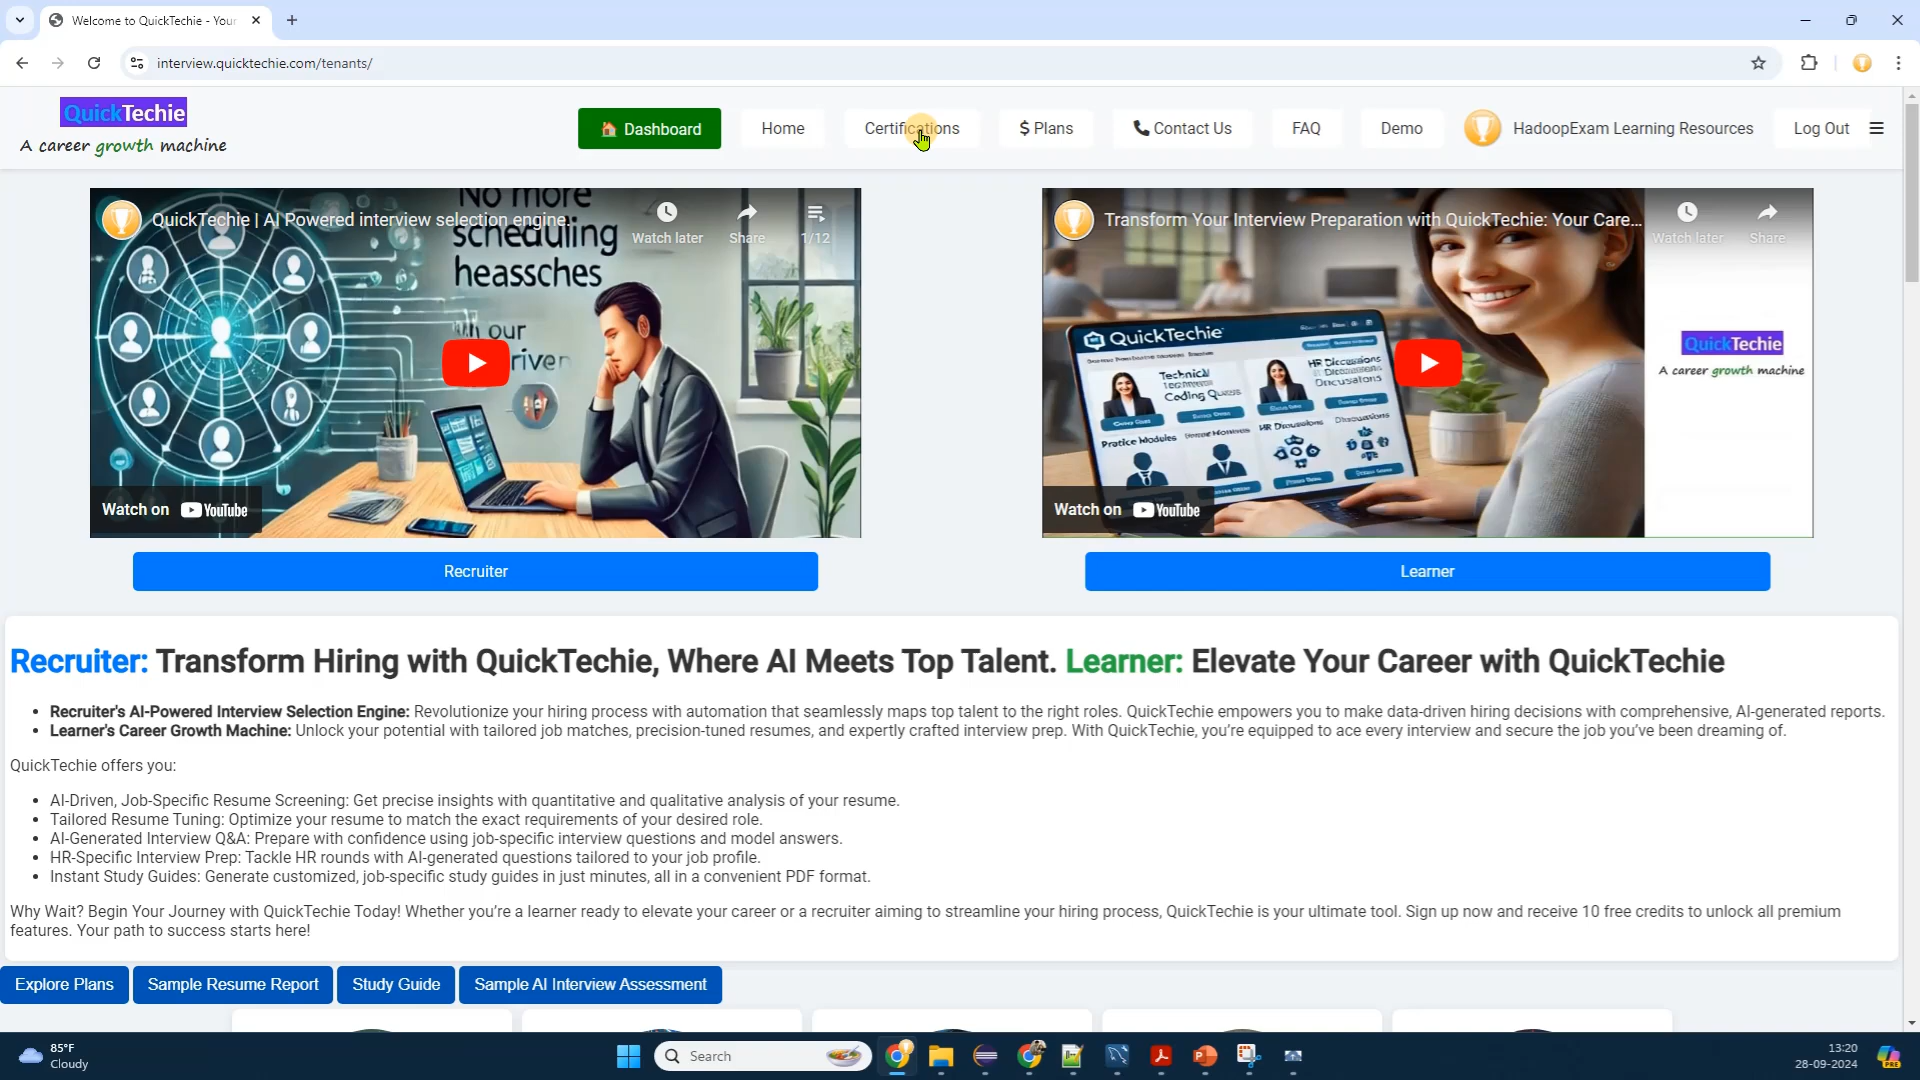 Welcome to QuickTechie - Your
interview.quicktechie.com/tenants/
QuickTechie
A career growth machine
Dashboard
Home
Certifications
$ Plans
Contact Us
FAQ
Demo
HadoopExam Learning Resources
Log Out
No more
scheduling
heassches
QuickTechie | AI Powered interview selection engine.
Watch later
Share
1/12
our
riven
Watch on YouTube
Transform Your Interview Preparation with QuickTechie: Your Care...
Watch later
Share
QuickTechie
Technical
Coding
HR Discussions
Practice Modules
HR Discussions
QuickTechie
A career growth machine
Watch on YouTube
Recruiter
Learner
Recruiter: Transform Hiring with QuickTechie, Where AI Meets Top Talent. Learner: Elevate Your Career with QuickTechie
• Recruiter's AI-Powered Interview Selection Engine: Revolutionize your hiring process with automation that seamlessly maps top talent to the right roles. QuickTechie empowers you to make data-driven hiring decisions with comprehensive, AI-generated reports.
• Learner's Career Growth Machine: Unlock your potential with tailored job matches, precision-tuned resumes, and expertly crafted interview prep. With QuickTechie, you're equipped to ace every interview and secure the job you've been dreaming of.
QuickTechie offers you:
• AI-Driven, Job-Specific Resume Screening: Get precise insights with quantitative and qualitative analysis of your resume.
• Tailored Resume Tuning: Optimize your resume to match the exact requirements of your desired role.
• AI-Generated Interview Q&A: Prepare with confidence using job-specific interview questions and model answers.
• HR-Specific Interview Prep: Tackle HR rounds with AI-generated questions tailored to your job profile.
• Instant Study Guides: Generate customized, job-specific study guides in just minutes, all in a convenient PDF format.
Why Wait? Begin Your Journey with QuickTechie Today! Whether you're a learner ready to elevate your career or a recruiter aiming to streamline your hiring process, QuickTechie is your ultimate tool. Sign up now and receive 10 free credits to unlock all premium
features. Your path to success starts here!
Explore Plans
Sample Resume Report
Study Guide
Sample AI Interview Assessment
85°F
Cloudy
Search
13:20
28-09-2024